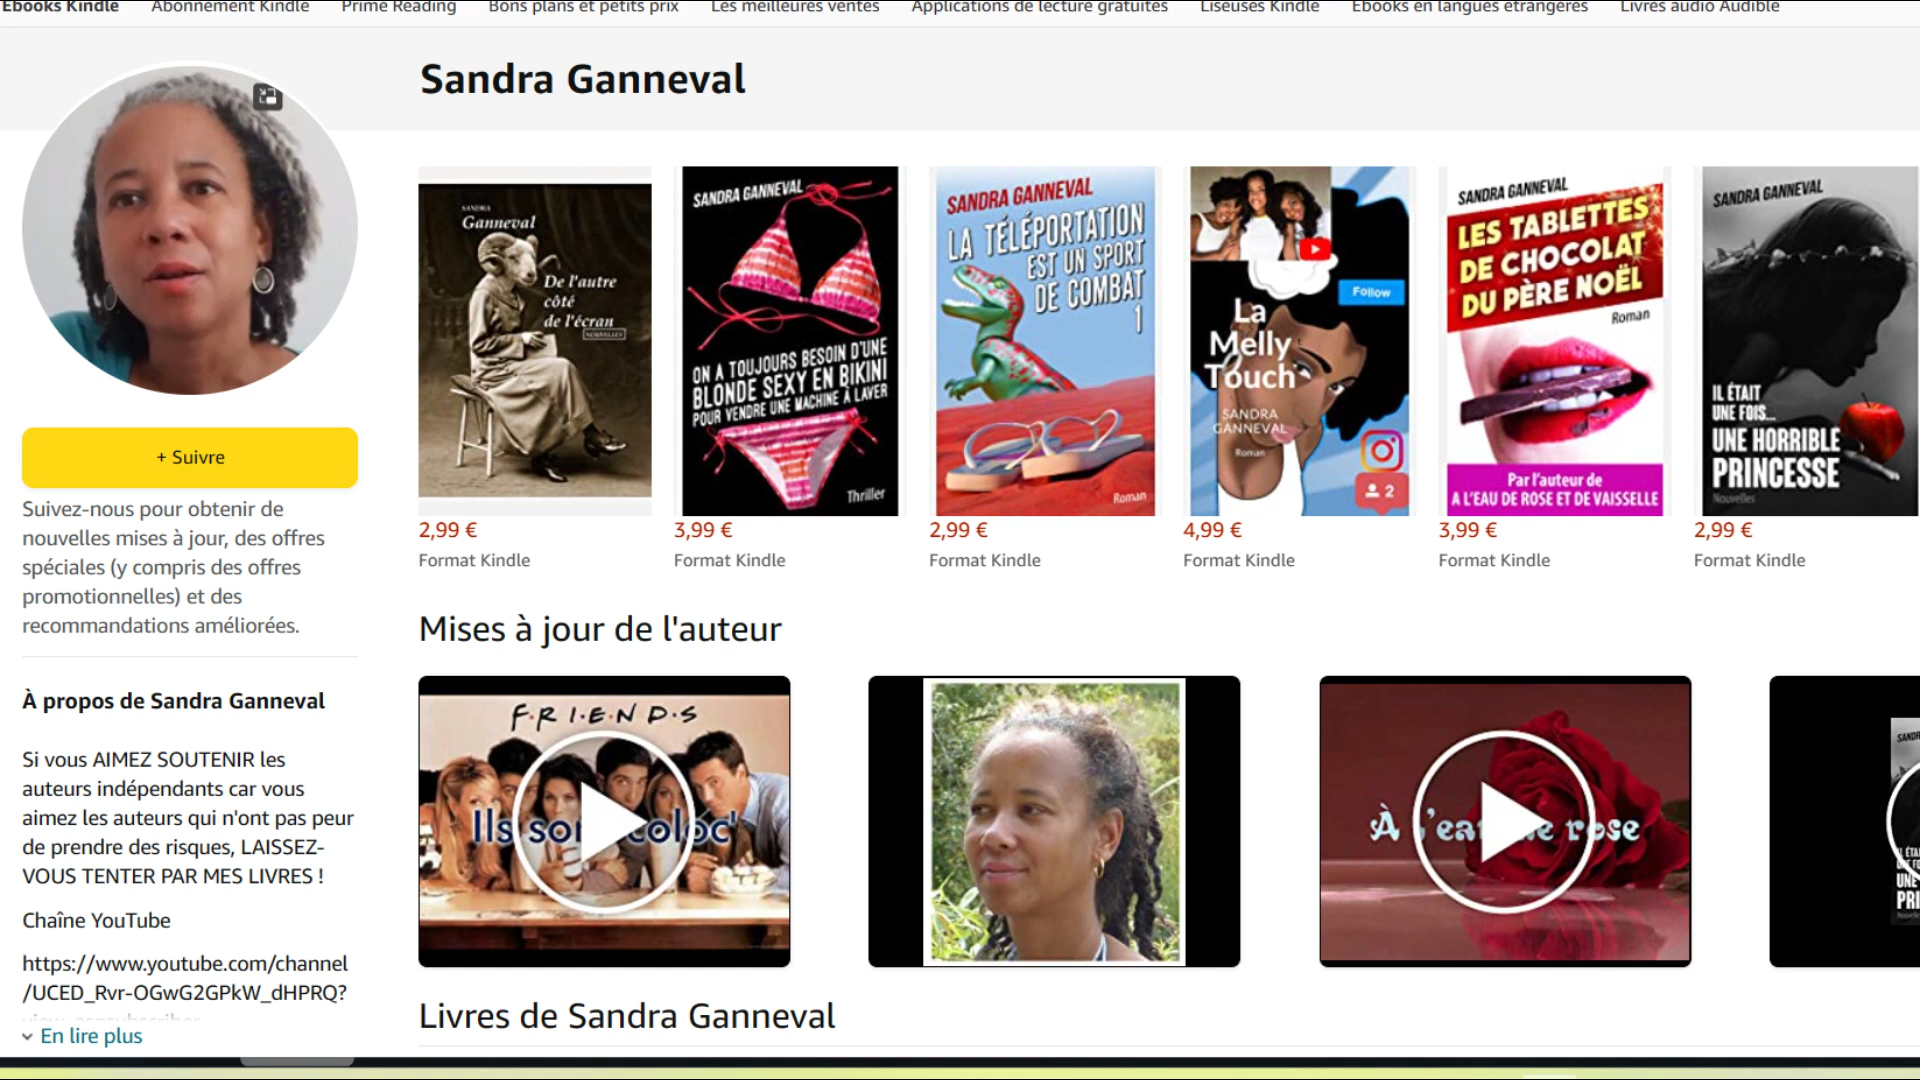 Ebooks Kindle Abonnement Kindle Prime Reading Bons plans et petits prix Les meilleures ventes Applications de lecture gratuites Liseuses Kindle Ebooks en langues étrangères Livres audio Audible
Sandra Ganneval
SANDRA
Ganneval
De l'autre
côté
de l'écran
NOUVELLES
SANDRA GANNEVAL
ON A TOUJOURS BESOIN D'UNE
BLONDE SEXY EN BIKINI
POUR VENDRE UNE MACHINE À LAVER
Thriller
SANDRA GANNEVAL
LA TÉLÉPORTATION
EST UN SPORT
DE COMBAT
1
Roman
Follow
La
Melly
Touch
SANDRA
GANNEVAL
Roman
2
SANDRA GANNEVAL
LES TABLETTES
DE CHOCOLAT
DU PÈRE NOËL
Roman
Par l'auteur de
A L'EAU DE ROSE ET DE VAISSELLE
SANDRA GANNEVAL
IL ÉTAIT
UNE FOIS...
UNE HORRIBLE
PRINCESSE
Nouvelles
2,99 € 3,99 € 2,99 € 4,99 € 3,99 € 2,99 €
Format Kindle Format Kindle Format Kindle Format Kindle Format Kindle Format Kindle
+ Suivre
Suivez-nous pour obtenir de
nouvelles mises à jour, des offres
spéciales (y compris des offres
promotionnelles) et des
recommandations améliorées.
À propos de Sandra Ganneval
Si vous AIMEZ SOUTENIR les
auteurs indépendants car vous
aimez les auteurs qui n'ont pas peur
de prendre des risques, LAISSEZ-
VOUS TENTER PAR MES LIVRES !
Chaîne YouTube
https://www.youtube.com/channel
/UCED_Rvr-OGwG2GPkW_dHPRQ?
En lire plus
Mises à jour de l'auteur
F·R·I·E·N·D·S
Ils coloc'
À rose
Livres de Sandra Ganneval